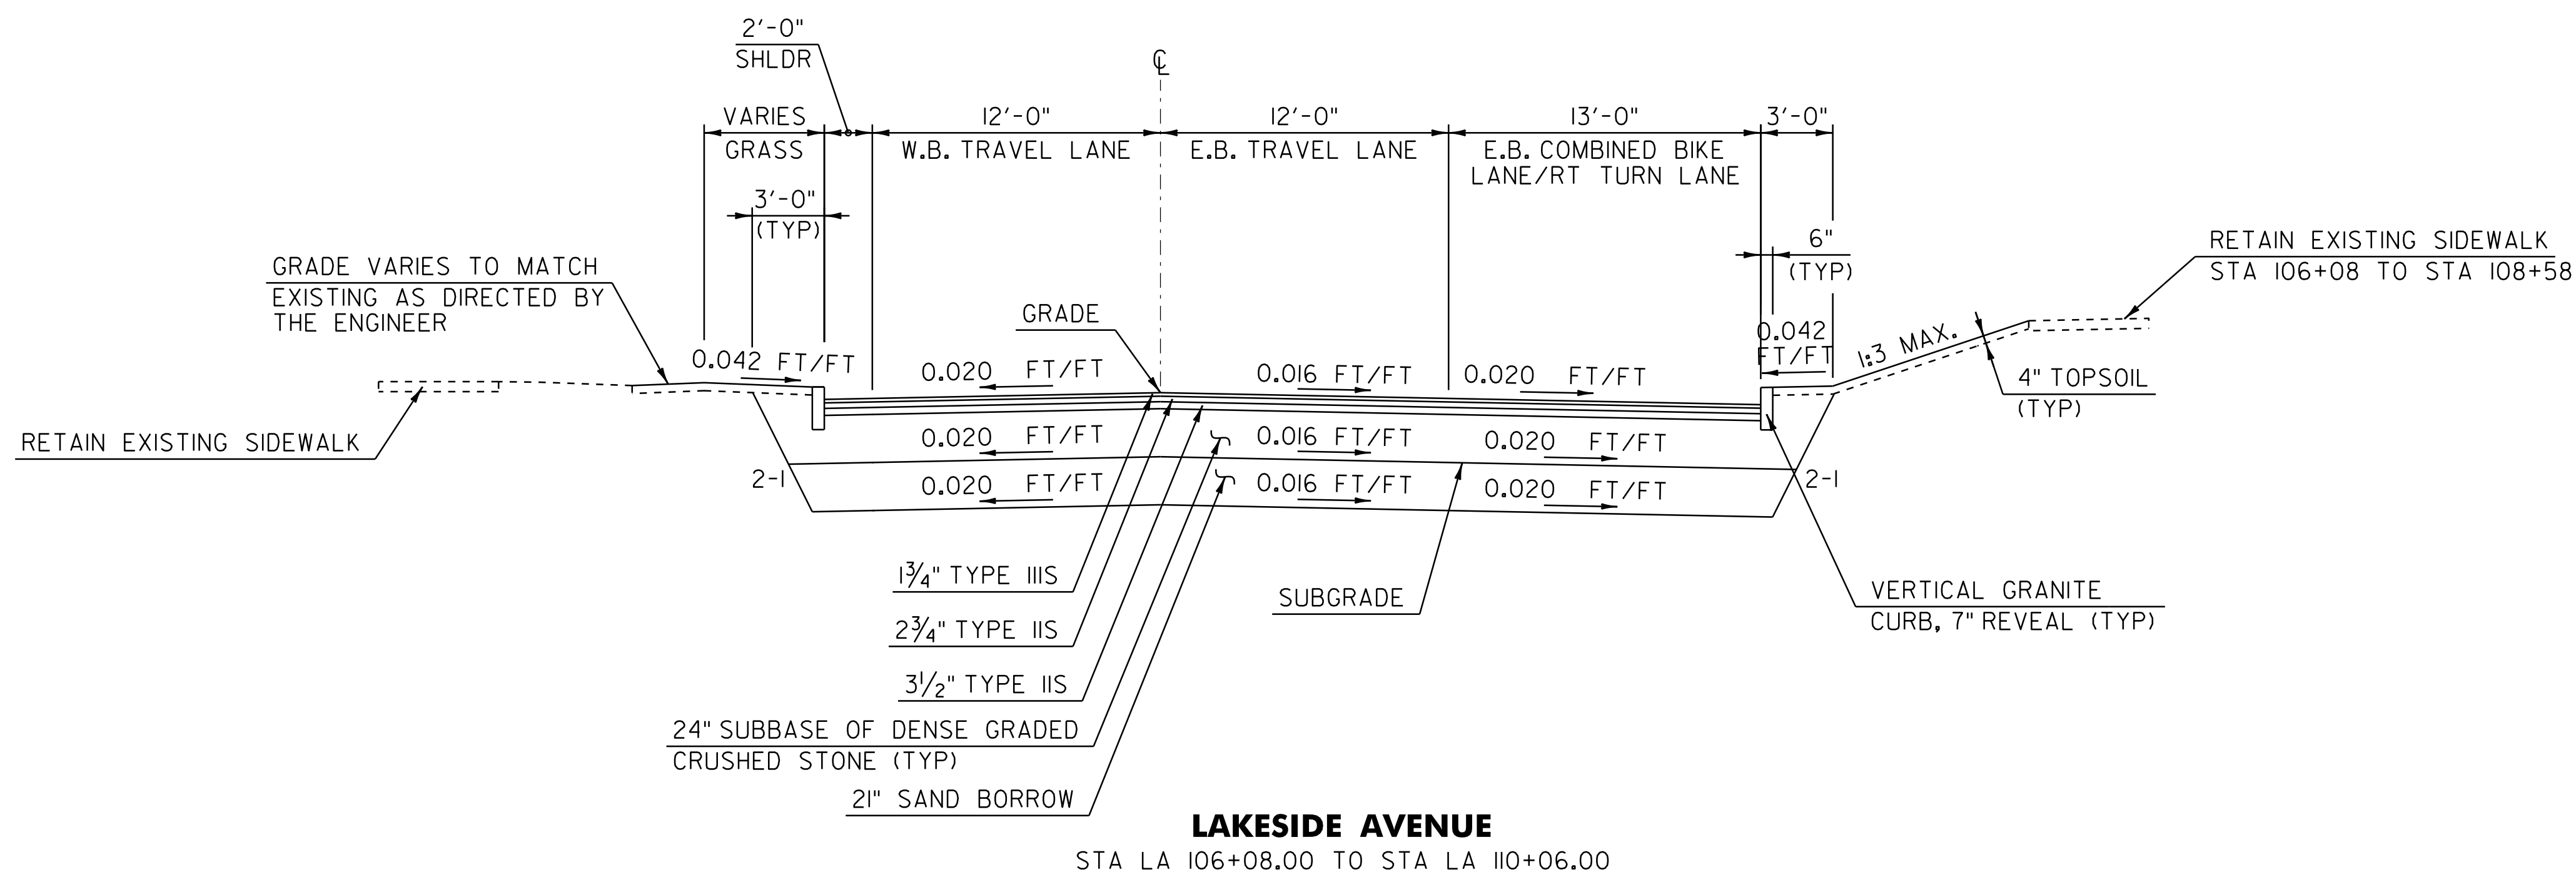 2'-0"
SHLDR
℄
VARIES
GRASS
12'-0"
W.B. TRAVEL LANE
12'-0"
E.B. TRAVEL LANE
13'-0"
E.B. COMBINED BIKE
LANE/RT TURN LANE
3'-0"
3'-0"
(TYP)
6"
(TYP)
RETAIN EXISTING SIDEWALK
STA 106+08 TO STA 108+58
GRADE VARIES TO MATCH
EXISTING AS DIRECTED BY
THE ENGINEER
GRADE
0.042 FT/FT
0.020 FT/FT
0.016 FT/FT
0.020 FT/FT
0.042
FT/FT
1:3 MAX.
4" TOPSOIL
(TYP)
RETAIN EXISTING SIDEWALK
0.020 FT/FT
0.016 FT/FT
0.020 FT/FT
2-1
0.020 FT/FT
0.016 FT/FT
0.020 FT/FT
2-1
1¾" TYPE IIIS
2¾" TYPE IIS
3½" TYPE IIS
24" SUBBASE OF DENSE GRADED
CRUSHED STONE (TYP)
21" SAND BORROW
SUBGRADE
VERTICAL GRANITE
CURB, 7" REVEAL (TYP)
LAKESIDE AVENUE
STA LA 106+08.00 TO STA LA 110+06.00